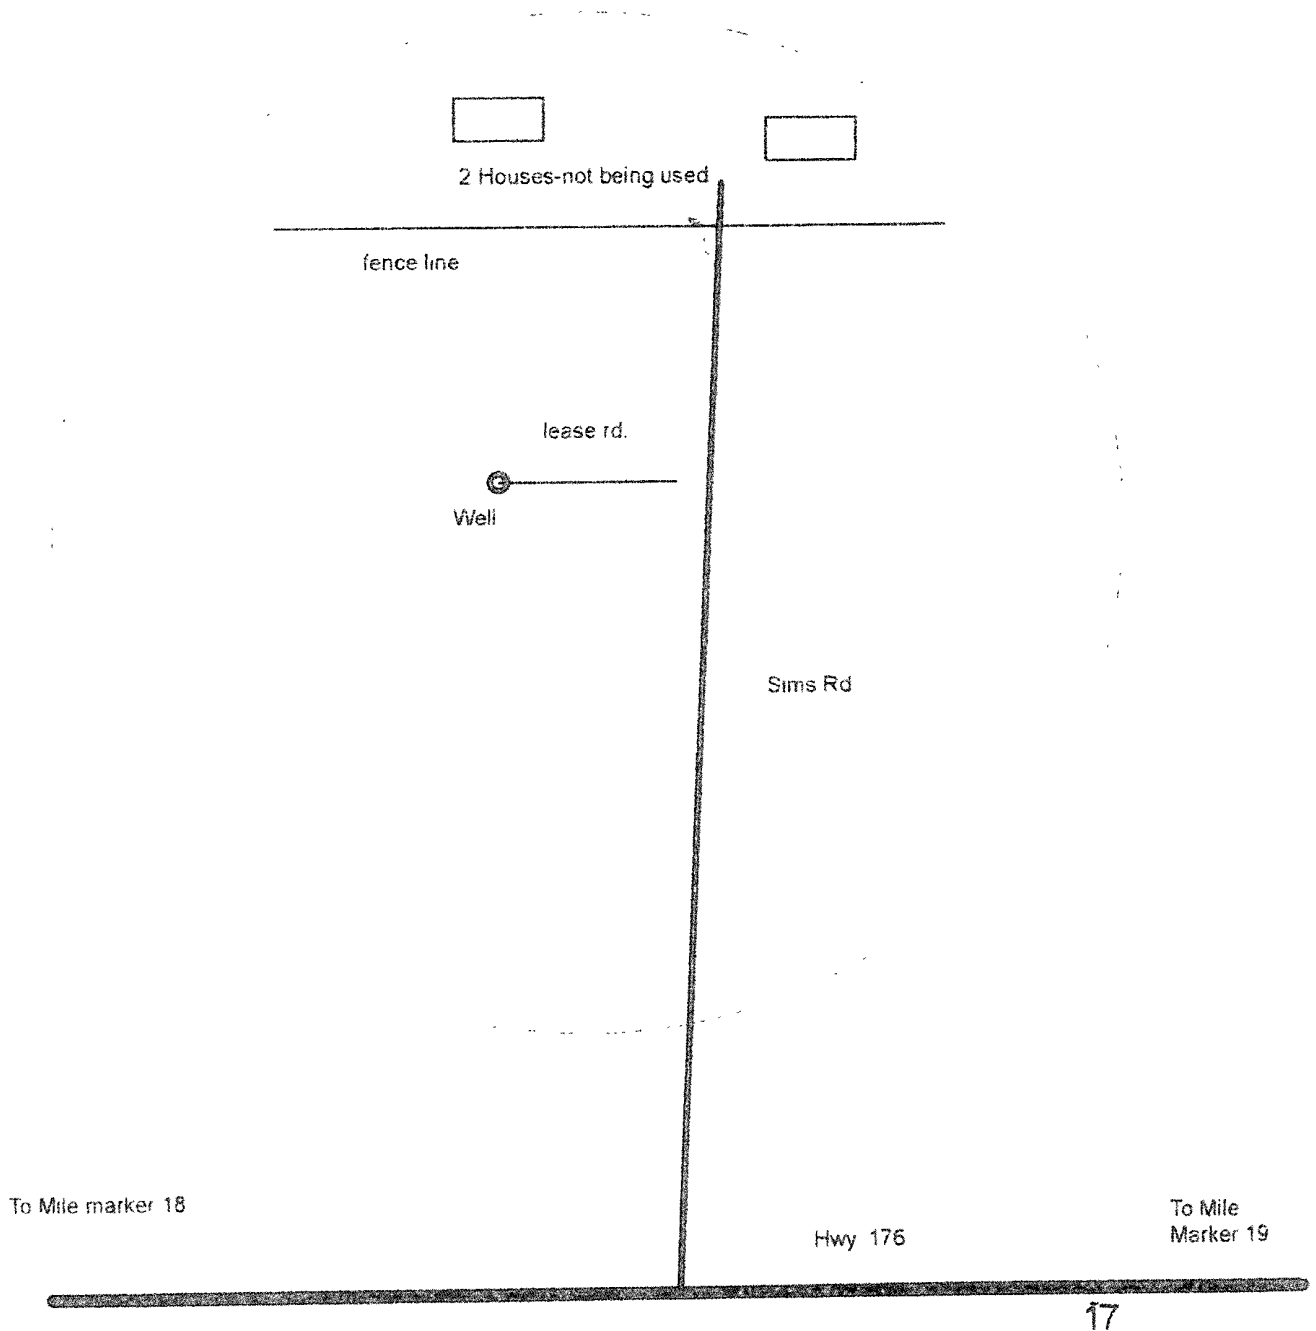 2 Houses-not being used
fence line
lease rd.
Well
Sims Rd
To Mile marker 18
To Mile
Marker 19
Hwy 176
17